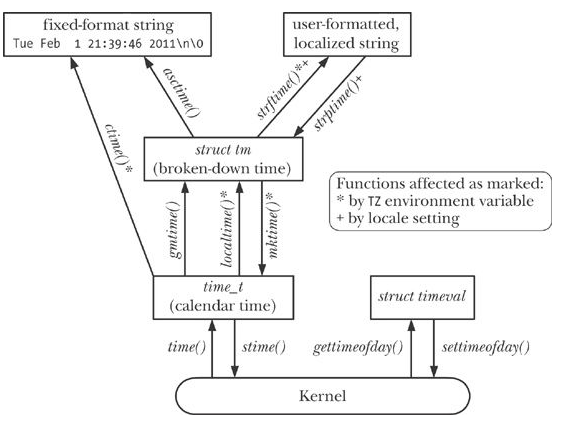 fixed-format string
Tue Feb  1 21:39:46 2011\n\0
user-formatted,
localized string
asctime()
strftime()*+
strptime()+
ctime()*
struct tm
(broken-down time)
Functions affected as marked:
* by TZ environment variable
+ by locale setting
gmtime()
localtime()*
mktime()*
time_t
(calendar time)
struct timeval
time()
stime()
gettimeofday()
settimeofday()
Kernel